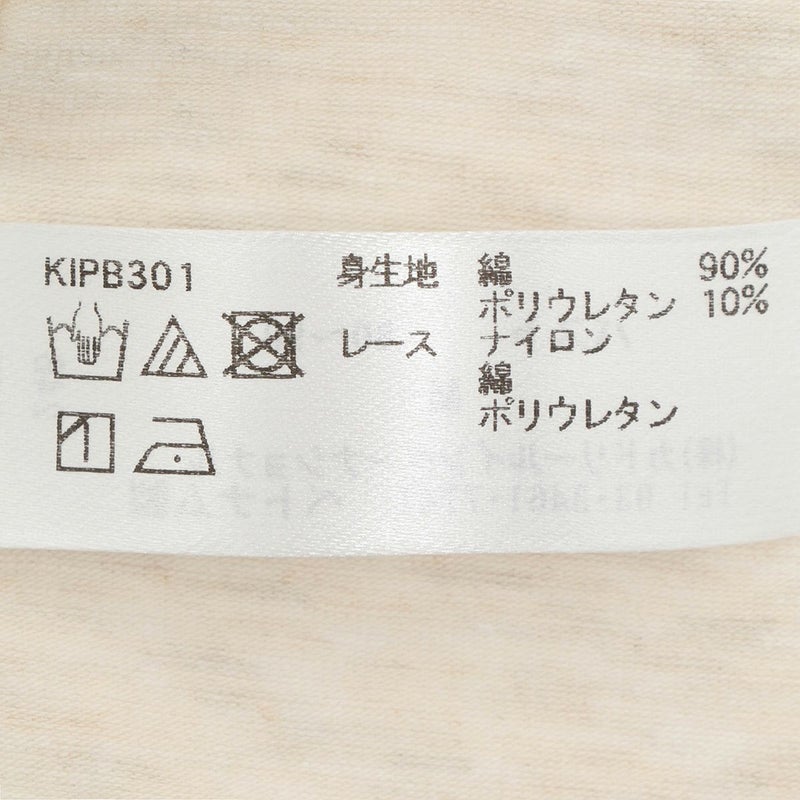 KIPB301 身生地 綿 90%
ポリウレタン 10%
レース ナイロン
綿
ポリウレタン